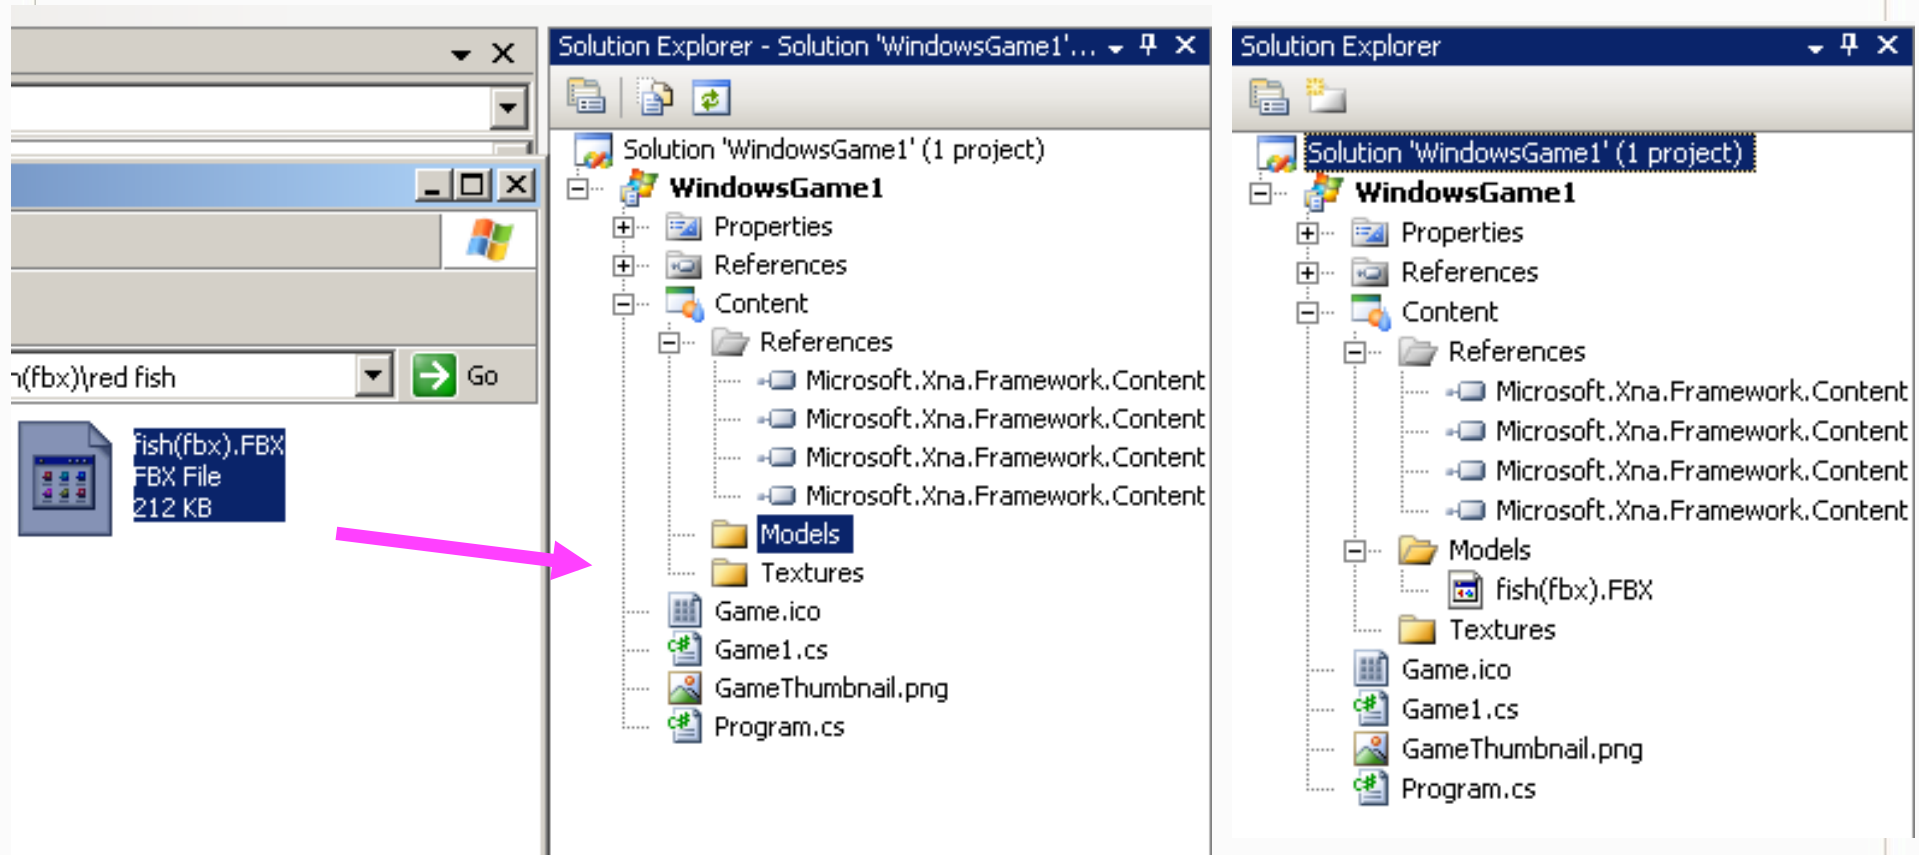 (fbx)\red fish
Go
fish(fbx).FBX
FBX File
212 KB
Solution Explorer - Solution 'WindowsGame1'...
Solution 'WindowsGame1' (1 project)
WindowsGame1
Properties
References
Content
References
Microsoft.Xna.Framework.Content
Microsoft.Xna.Framework.Content
Microsoft.Xna.Framework.Content
Microsoft.Xna.Framework.Content
Models
Textures
Game.ico
Game1.cs
GameThumbnail.png
Program.cs
Solution Explorer
Solution 'WindowsGame1' (1 project)
WindowsGame1
Properties
References
Content
References
Microsoft.Xna.Framework.Content
Microsoft.Xna.Framework.Content
Microsoft.Xna.Framework.Content
Microsoft.Xna.Framework.Content
Models
fish(fbx).FBX
Textures
Game.ico
Game1.cs
GameThumbnail.png
Program.cs